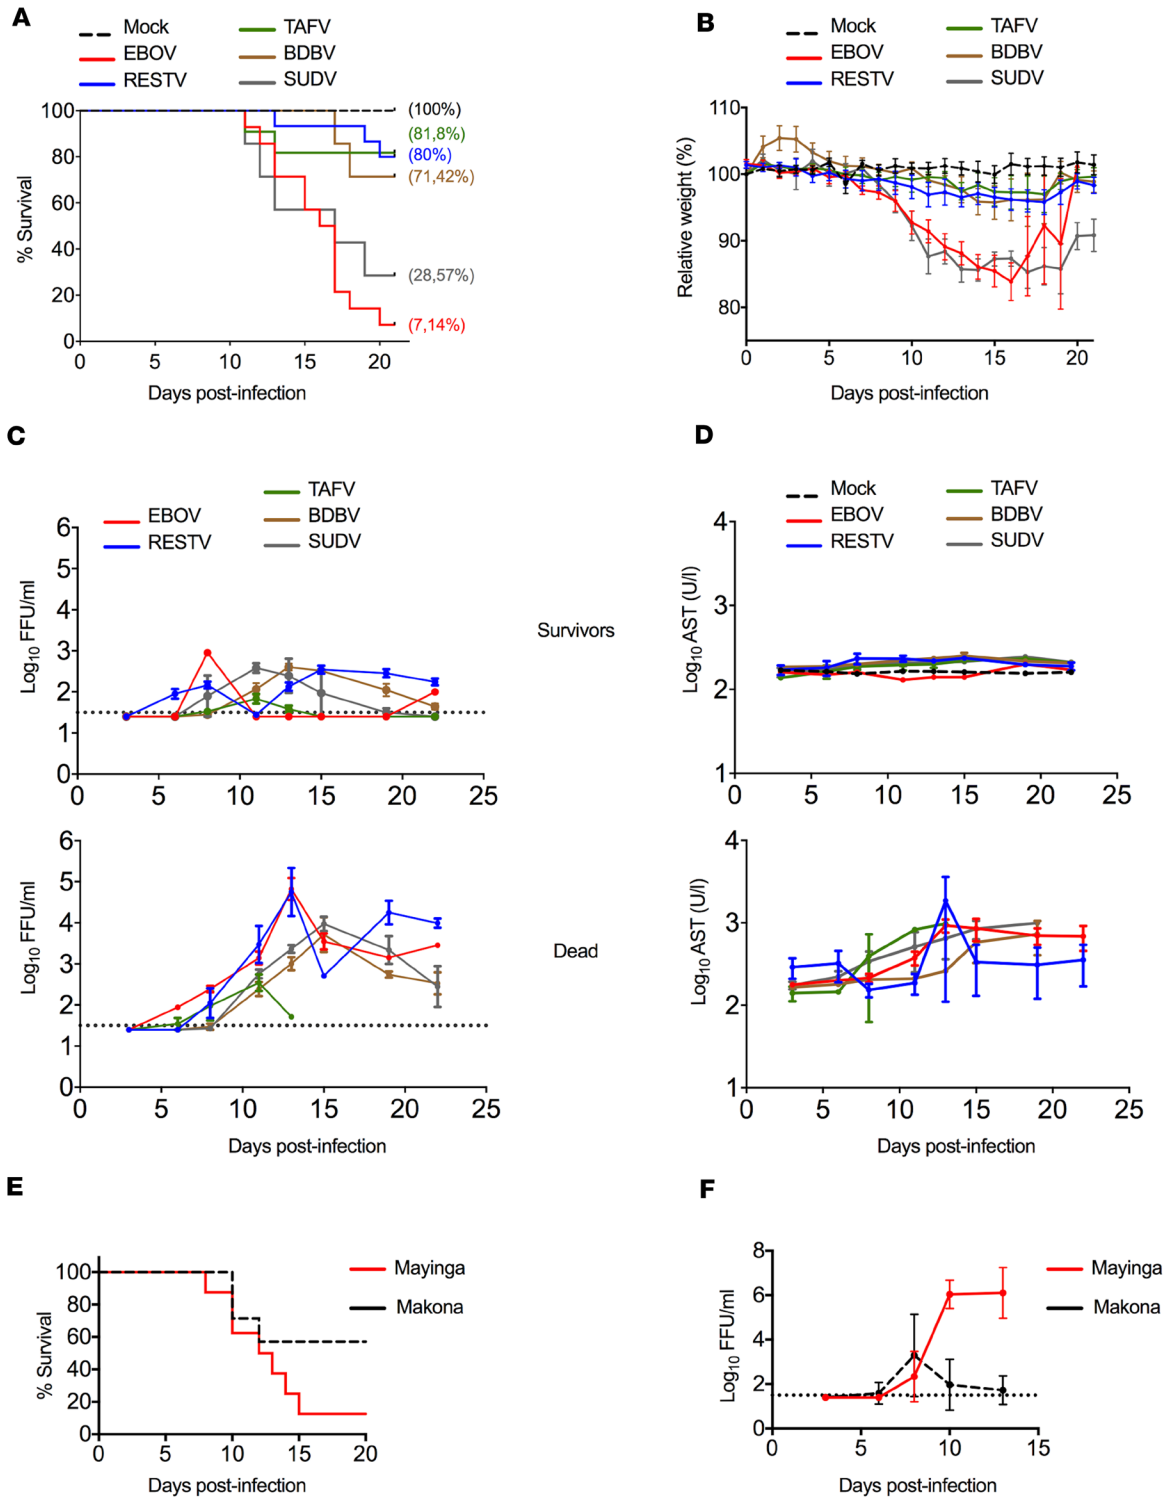 A
Mock
EBOV
RESTV
TAFV
BDBV
SUDV
% Survival
100
80
60
40
20
0
(100%)
(81,8%)
(80%)
(71,42%)
(28,57%)
(7,14%)
0 5 10 15 20
Days post-infection
B
Mock
EBOV
RESTV
TAFV
BDBV
SUDV
Relative weight (%)
110
100
90
80
0 5 10 15 20
Days post-infection
C
EBOV
RESTV
TAFV
BDBV
SUDV
Log10 FFU/ml
6
5
4
3
2
1
0
0 5 10 15 20 25
Survivors
D
Mock
EBOV
RESTV
TAFV
BDBV
SUDV
Log10 AST (U/l)
4
3
2
1
0 5 10 15 20 25
Log10 FFU/ml
6
5
4
3
2
1
0
0 5 10 15 20 25
Days post-infection
Dead
Log10 AST (U/l)
4
3
2
1
0 5 10 15 20 25
Days post-infection
E
% Survival
100
80
60
40
20
0
0 5 10 15 20
Days post-infection
Mayinga
Makona
F
Log10 FFU/ml
8
6
4
2
0
0 5 10 15
Days post-infection
Mayinga
Makona